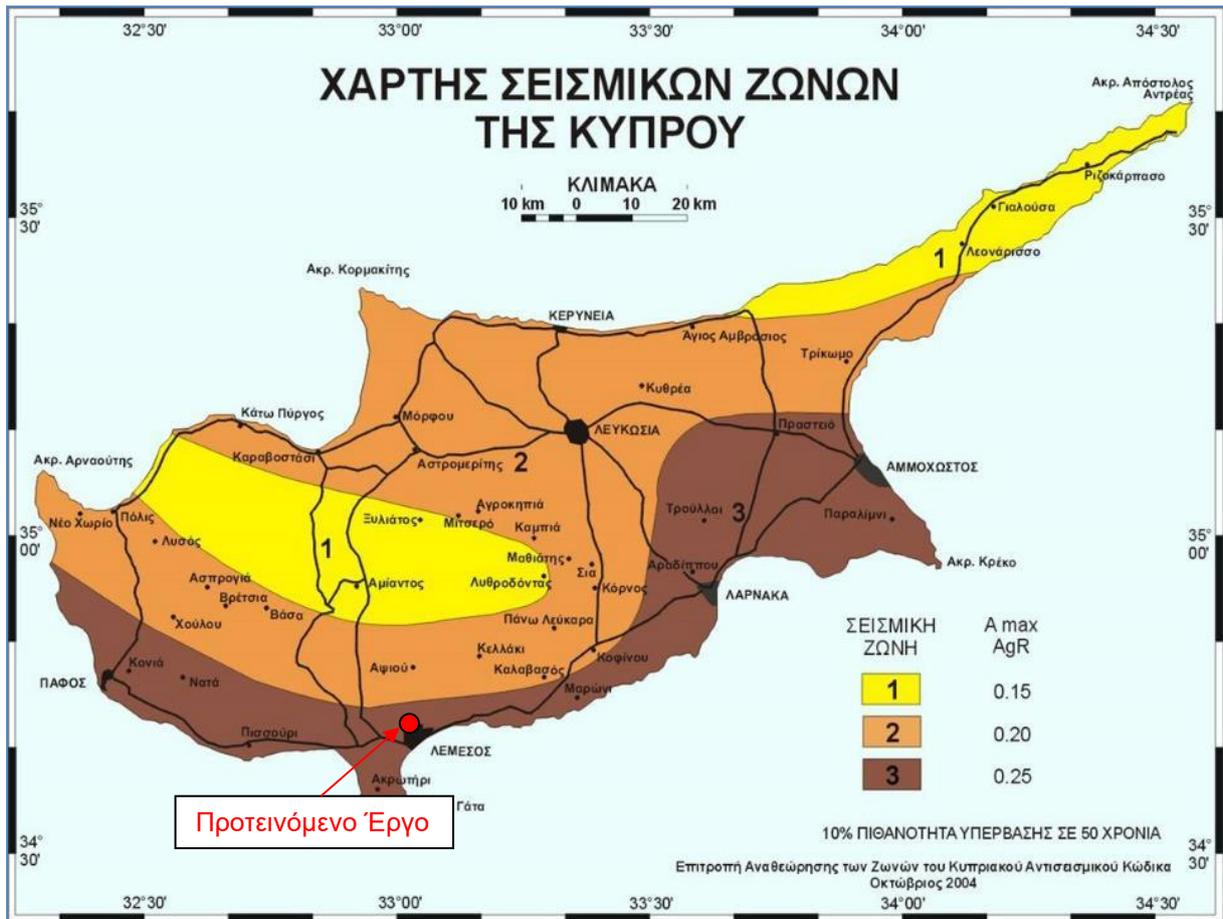 32°30'
33°00'
33°30'
34°00'
34°30'
ΧΑΡΤΗΣ ΣΕΙΣΜΙΚΩΝ ΖΩΝΩΝ
ΤΗΣ ΚΥΠΡΟΥ
Ακρ. Απόστολος
Αντρέας
ΚΛΙΜΑΚΑ
10 km 0 10 20 km
Ριζοκάρπασο
35°
30'
35°
30'
Γιαλούσα
1
Λεονάρισσο
Ακρ. Κορμακίτης
ΚΕΡΥΝΕΙΑ
Άγιος Αμβρόσιος
Τρίκωμο
Κυθρέα
Κάτω Πύργος
Μόρφου
ΛΕΥΚΩΣΙΑ
Πραστειό
Ακρ. Αρναούτης
Καραβοστάσι
Αστρομερίτης
2
ΑΜΜΟΧΩΣΤΟΣ
Νέο Χωρίο
Πόλις
Ξυλιάτος
Αγροκηπιά
Μιτσερό
Καμπιά
Τρούλλοι
3
Παραλίμνι
35°
00'
35°
00'
Λυσός
1
Μαθιάτης
Σια
Αραδίππου
Ακρ. Κρέκο
Ασπρογιά
Αμίαντος
Λυθροδόντας
Κόρνος
ΛΑΡΝΑΚΑ
Βρέτσια
Βάσα
Χούλου
Πάνω Λεύκαρα
Κελλάκι
Κοφίνου
Κονιά
Αψιού
Καλαβασός
ΠΑΦΟΣ
Νατά
Μαρώνι
Πισσούρι
ΛΕΜΕΣΟΣ
Ακρωτήρι
Γάτα
Προτεινόμενο Έργο
ΣΕΙΣΜΙΚΗ
ΖΩΝΗ
A max
AgR
1 0.15
2 0.20
3 0.25
10% ΠΙΘΑΝΟΤΗΤΑ ΥΠΕΡΒΑΣΗΣ ΣΕ 50 ΧΡΟΝΙΑ
34°
30'
34°
30'
Επιτροπή Αναθεώρησης των Ζωνών του Κυπριακού Αντισεισμικού Κώδικα
Οκτώβριος 2004
32°30'
33°00'
33°30'
34°00'
34°30'